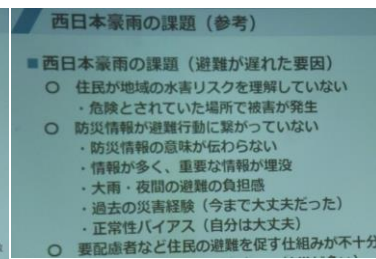 西日本豪雨の課題（参考）
■西日本豪雨の課題（避難が遅れた要因）
○ 住民が地域の水害リスクを理解していない
・危険とされていた場所で被害が発生
○ 防災情報が避難行動に繋がっていない
・防災情報の意味が伝わらない
・情報が多く、重要な情報が埋没
・大雨・夜間の避難の負担感
・過去の災害経験（今まで大丈夫だった）
・正常性バイアス（自分は大丈夫）
○ 要配慮者など住民の避難を促す仕組みが不十分